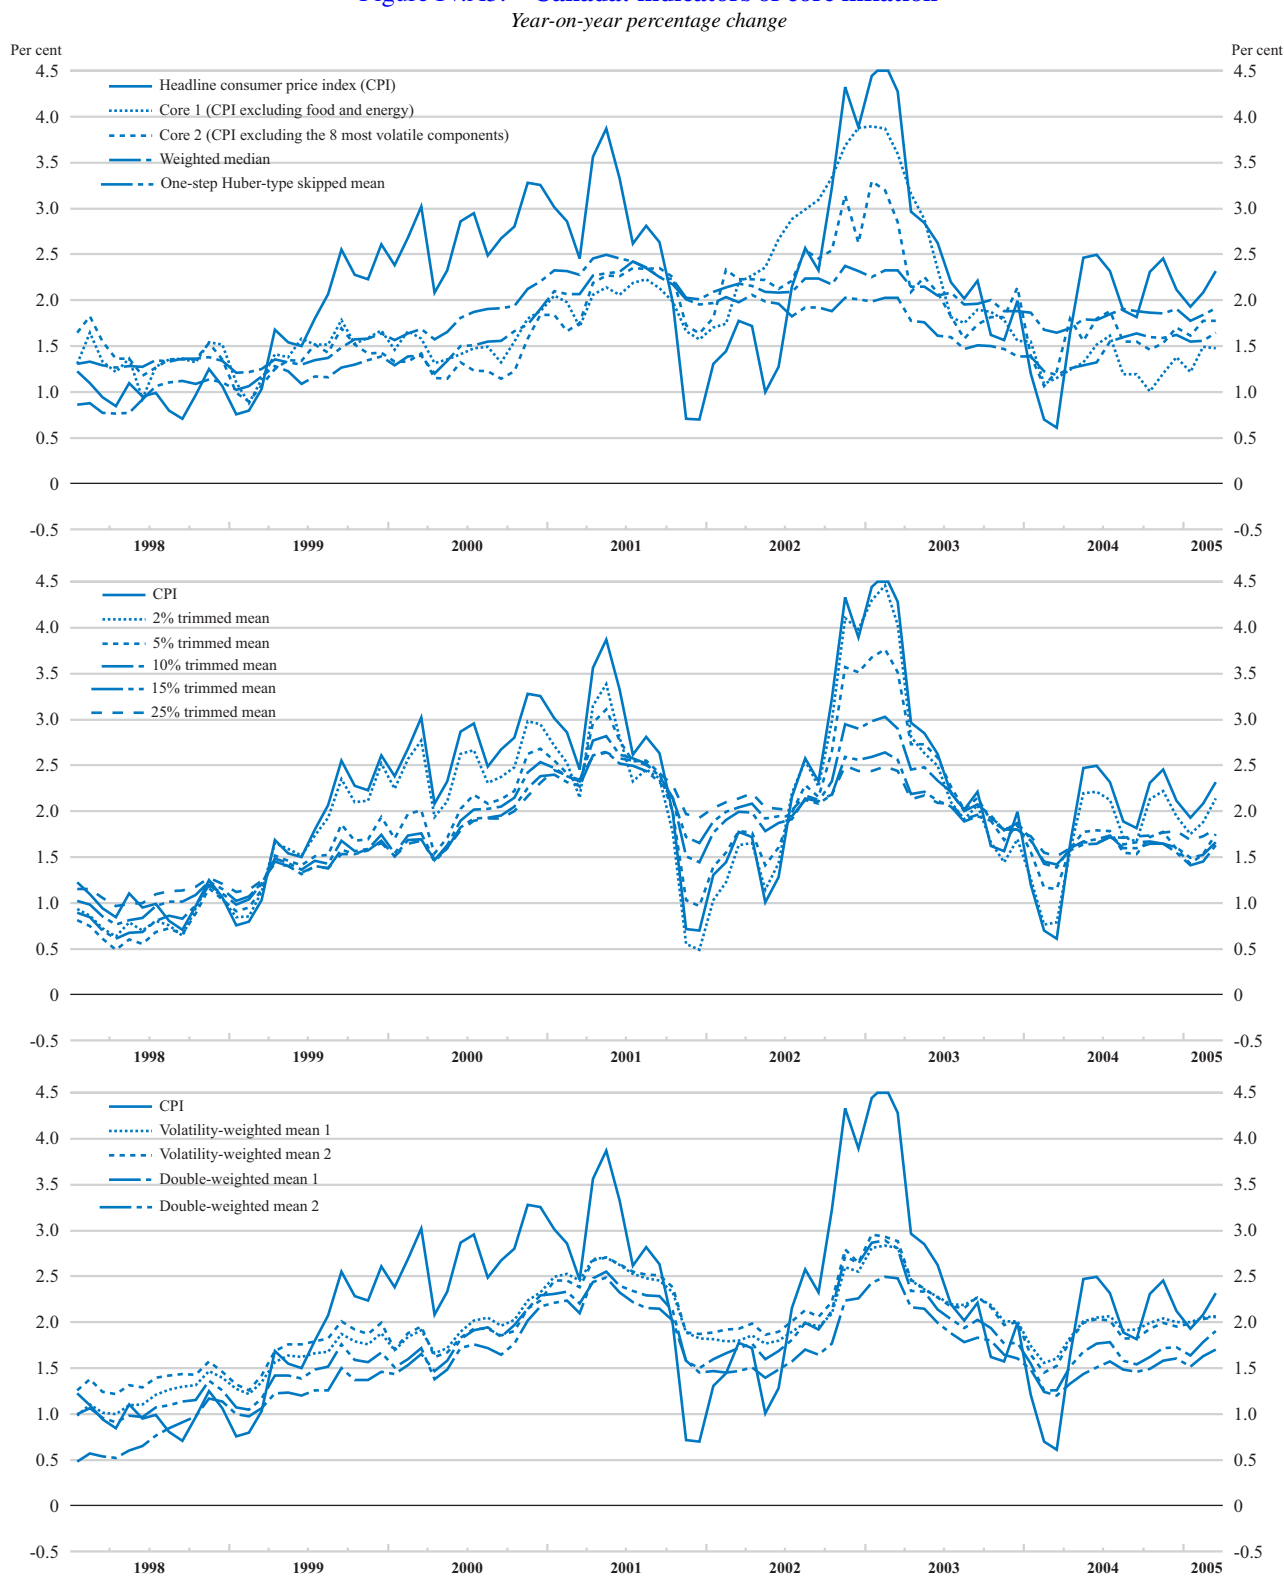 Year-on-year percentage change
Per cent Per cent
4.5 4.5
Headline consumer price index (CPI)
Core 1 (CPI excluding food and energy)
4.0 4.0
Core 2 (CPI excluding the 8 most volatile components)
3.5 3.5
Weighted median
One-step Huber-type skipped mean
3.0 3.0
2.5 2.5
2.0 2.0
1.5 1.5
1.0 1.0
0.5 0.5
0 0
-0.5 -0.5
1998 1999 2000 2001 2002 2003 2004 2005
4.5 4.5
CPI
2% trimmed mean
4.0 4.0
5% trimmed mean
10% trimmed mean
3.5 3.5
15% trimmed mean
25% trimmed mean
3.0 3.0
2.5 2.5
2.0 2.0
1.5 1.5
1.0 1.0
0.5 0.5
0 0
-0.5 -0.5
1998 1999 2000 2001 2002 2003 2004 2005
4.5 4.5
CPI
Volatility-weighted mean 1
4.0 4.0
Volatility-weighted mean 2
Double-weighted mean 1
3.5 3.5
Double-weighted mean 2
3.0 3.0
2.5 2.5
2.0 2.0
1.5 1.5
1.0 1.0
0.5 0.5
0 0
-0.5 -0.5
1998 1999 2000 2001 2002 2003 2004 2005